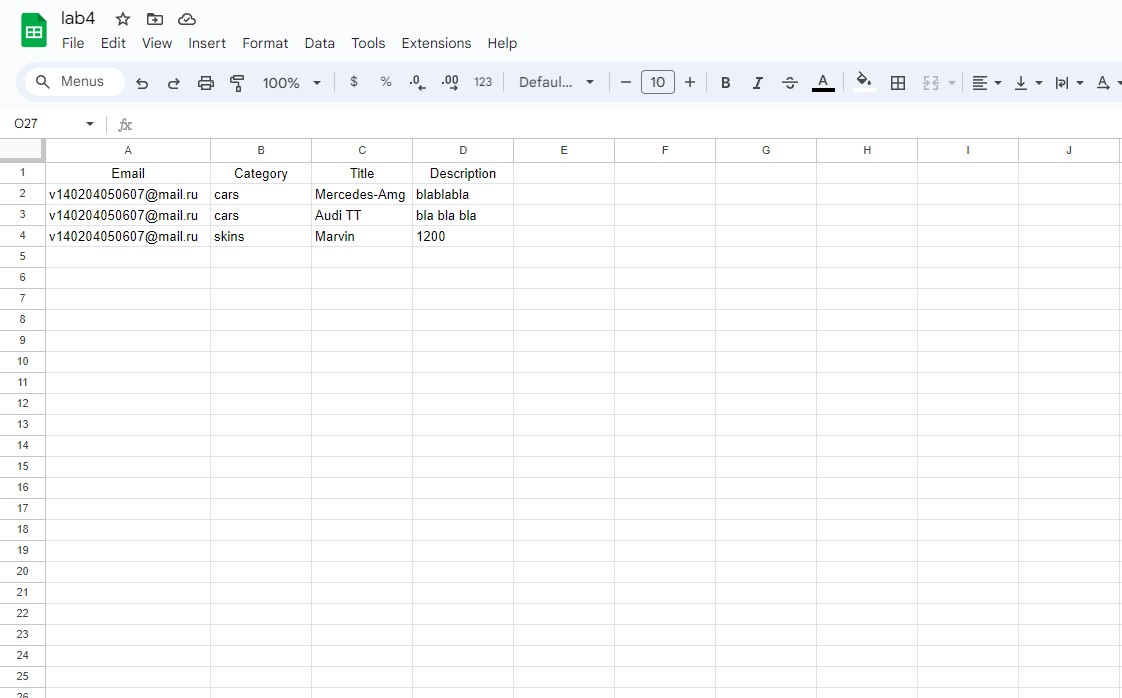 lab4
File Edit View Insert Format Data Tools Extensions Help
Menus 100% $ % .0 .00 123 Defaul... 10 B I A A
O27 fx
A B C D E F G H I J
1 Email Category Title Description
2 v140204050607@mail.ru cars Mercedes-Amg blablabla
3 v140204050607@mail.ru cars Audi TT bla bla bla
4 v140204050607@mail.ru skins Marvin 1200
5
6
7
8
9
10
11
12
13
14
15
16
17
18
19
20
21
22
23
24
25
26